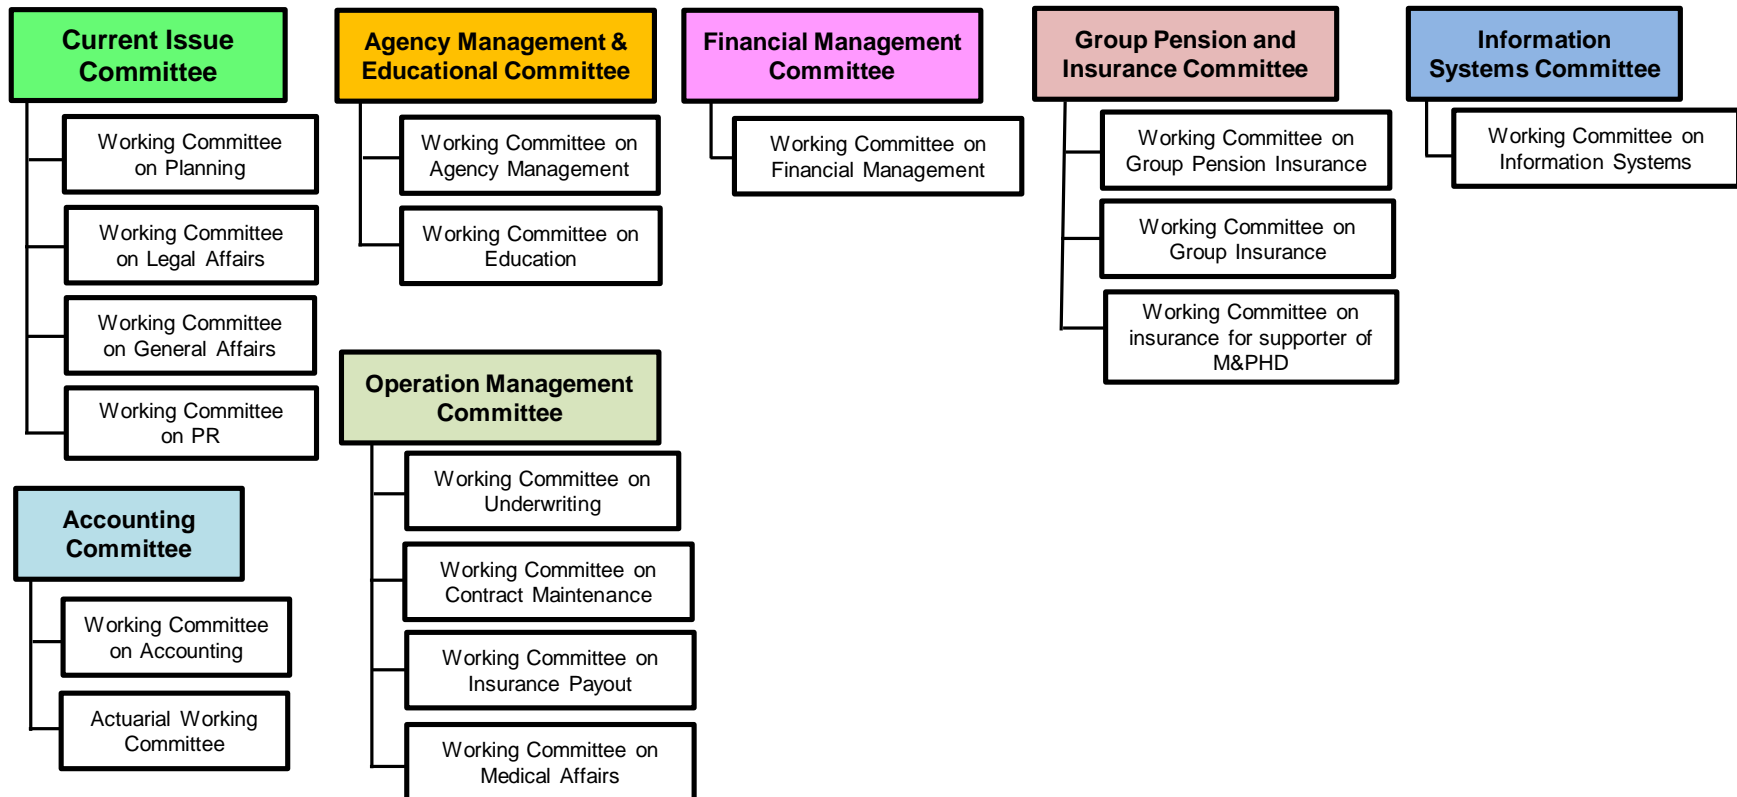 Current Issue
Committee
Working Committee
on Planning
Working Committee
on Legal Affairs
Working Committee
on General Affairs
Working Committee
on PR
Accounting
Committee
Working Committee
on Accounting
Actuarial Working
Committee
Agency Management &
Educational Committee
Working Committee on
Agency Management
Working Committee on
Education
Operation Management
Committee
Working Committee on
Underwriting
Working Committee on
Contract Maintenance
Working Committee on
Insurance Payout
Working Committee on
Medical Affairs
Financial Management
Committee
Working Committee on
Financial Management
Group Pension and
Insurance Committee
Working Committee on
Group Pension Insurance
Working Committee on
Group Insurance
Working Committee on
insurance for supporter of
M&PHD
Information
Systems Committee
Working Committee on
Information Systems